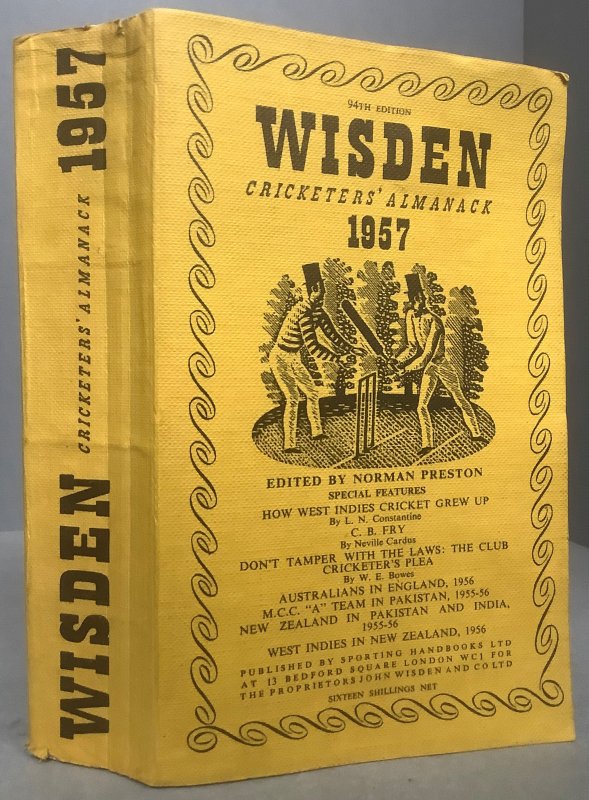 WISDEN CRICKETERS' ALMANACK 1957
94TH EDITION
WISDEN
CRICKETERS' ALMANACK
1957
EDITED BY NORMAN PRESTON
SPECIAL FEATURES
HOW WEST INDIES CRICKET GREW UP
By L. N. Constantine
C. B. FRY
By Neville Cardus
DON'T TAMPER WITH THE LAWS: THE CLUB
CRICKETER'S PLEA
By W. E. Bowes
AUSTRALIANS IN ENGLAND, 1956
M.C.C. "A" TEAM IN PAKISTAN, 1955-56
NEW ZEALAND IN PAKISTAN AND INDIA,
1955-56
WEST INDIES IN NEW ZEALAND, 1956
PUBLISHED BY SPORTING HANDBOOKS LTD
AT 13 BEDFORD SQUARE LONDON WC1 FOR
THE PROPRIETORS JOHN WISDEN AND CO LTD
SIXTEEN SHILLINGS NET